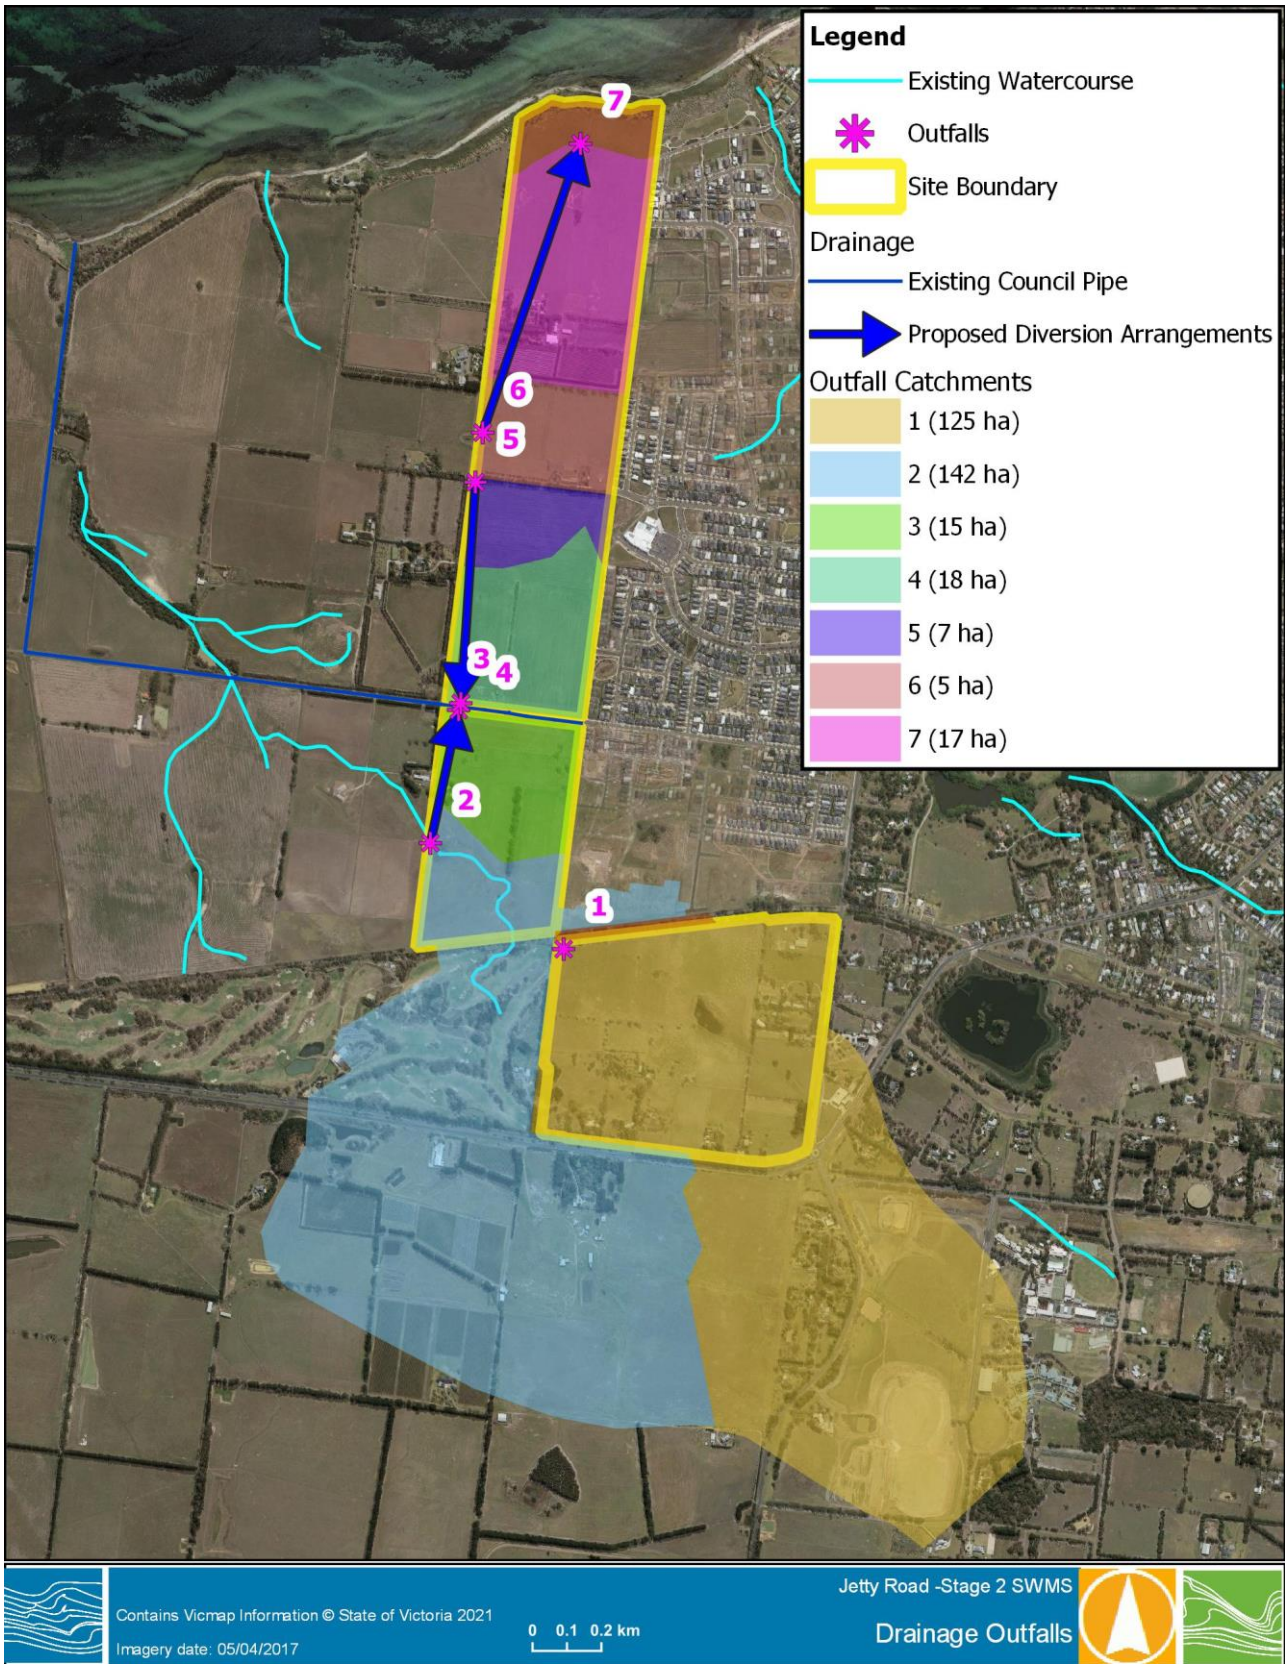 Legend
Existing Watercourse
Outfalls
Site Boundary
Drainage
Existing Council Pipe
Proposed Diversion Arrangements
Outfall Catchments
1 (125 ha)
2 (142 ha)
3 (15 ha)
4 (18 ha)
5 (7 ha)
6 (5 ha)
7 (17 ha)
7
6
5
3
4
2
1
Contains Vicmap Information © State of Victoria 2021
Imagery date: 05/04/2017
0 0.1 0.2 km
Jetty Road -Stage 2 SWMS
Drainage Outfalls